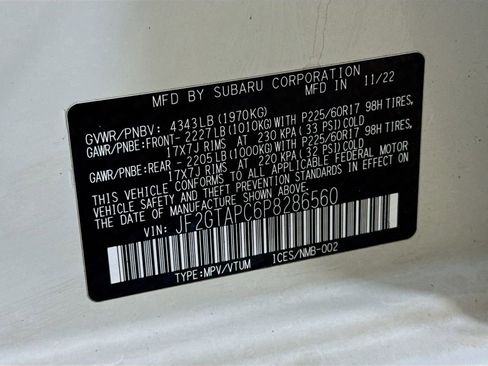 MFD BY SUBARU CORPORATION
MFD IN 11/22
GVWR/PNBV: 4343LB (1970KG)
GAWR/PNBE:FRONT- 2227LB (1010KG) WITH P225/60R17 98H TIRES,
17X7J RIMS AT 230 KPA( 33 PSI) COLD
GAWR/PNBE:REAR - 2205LB (1000KG) WITH P225/60R17 98H TIRES,
17X7J RIMS AT 220 KPA( 32 PSI) COLD
THIS VEHICLE CONFORMS TO ALL APPLICABLE FEDERAL MOTOR
VEHICLE SAFETY AND THEFT PREVENTION STANDARDS IN EFFECT ON THE
DATE OF MANUFACTURE SHOWN ABOVE.
VIN: JF2GTAPC6P8286560
TYPE:MPV/VTUM ICES/NMB-002